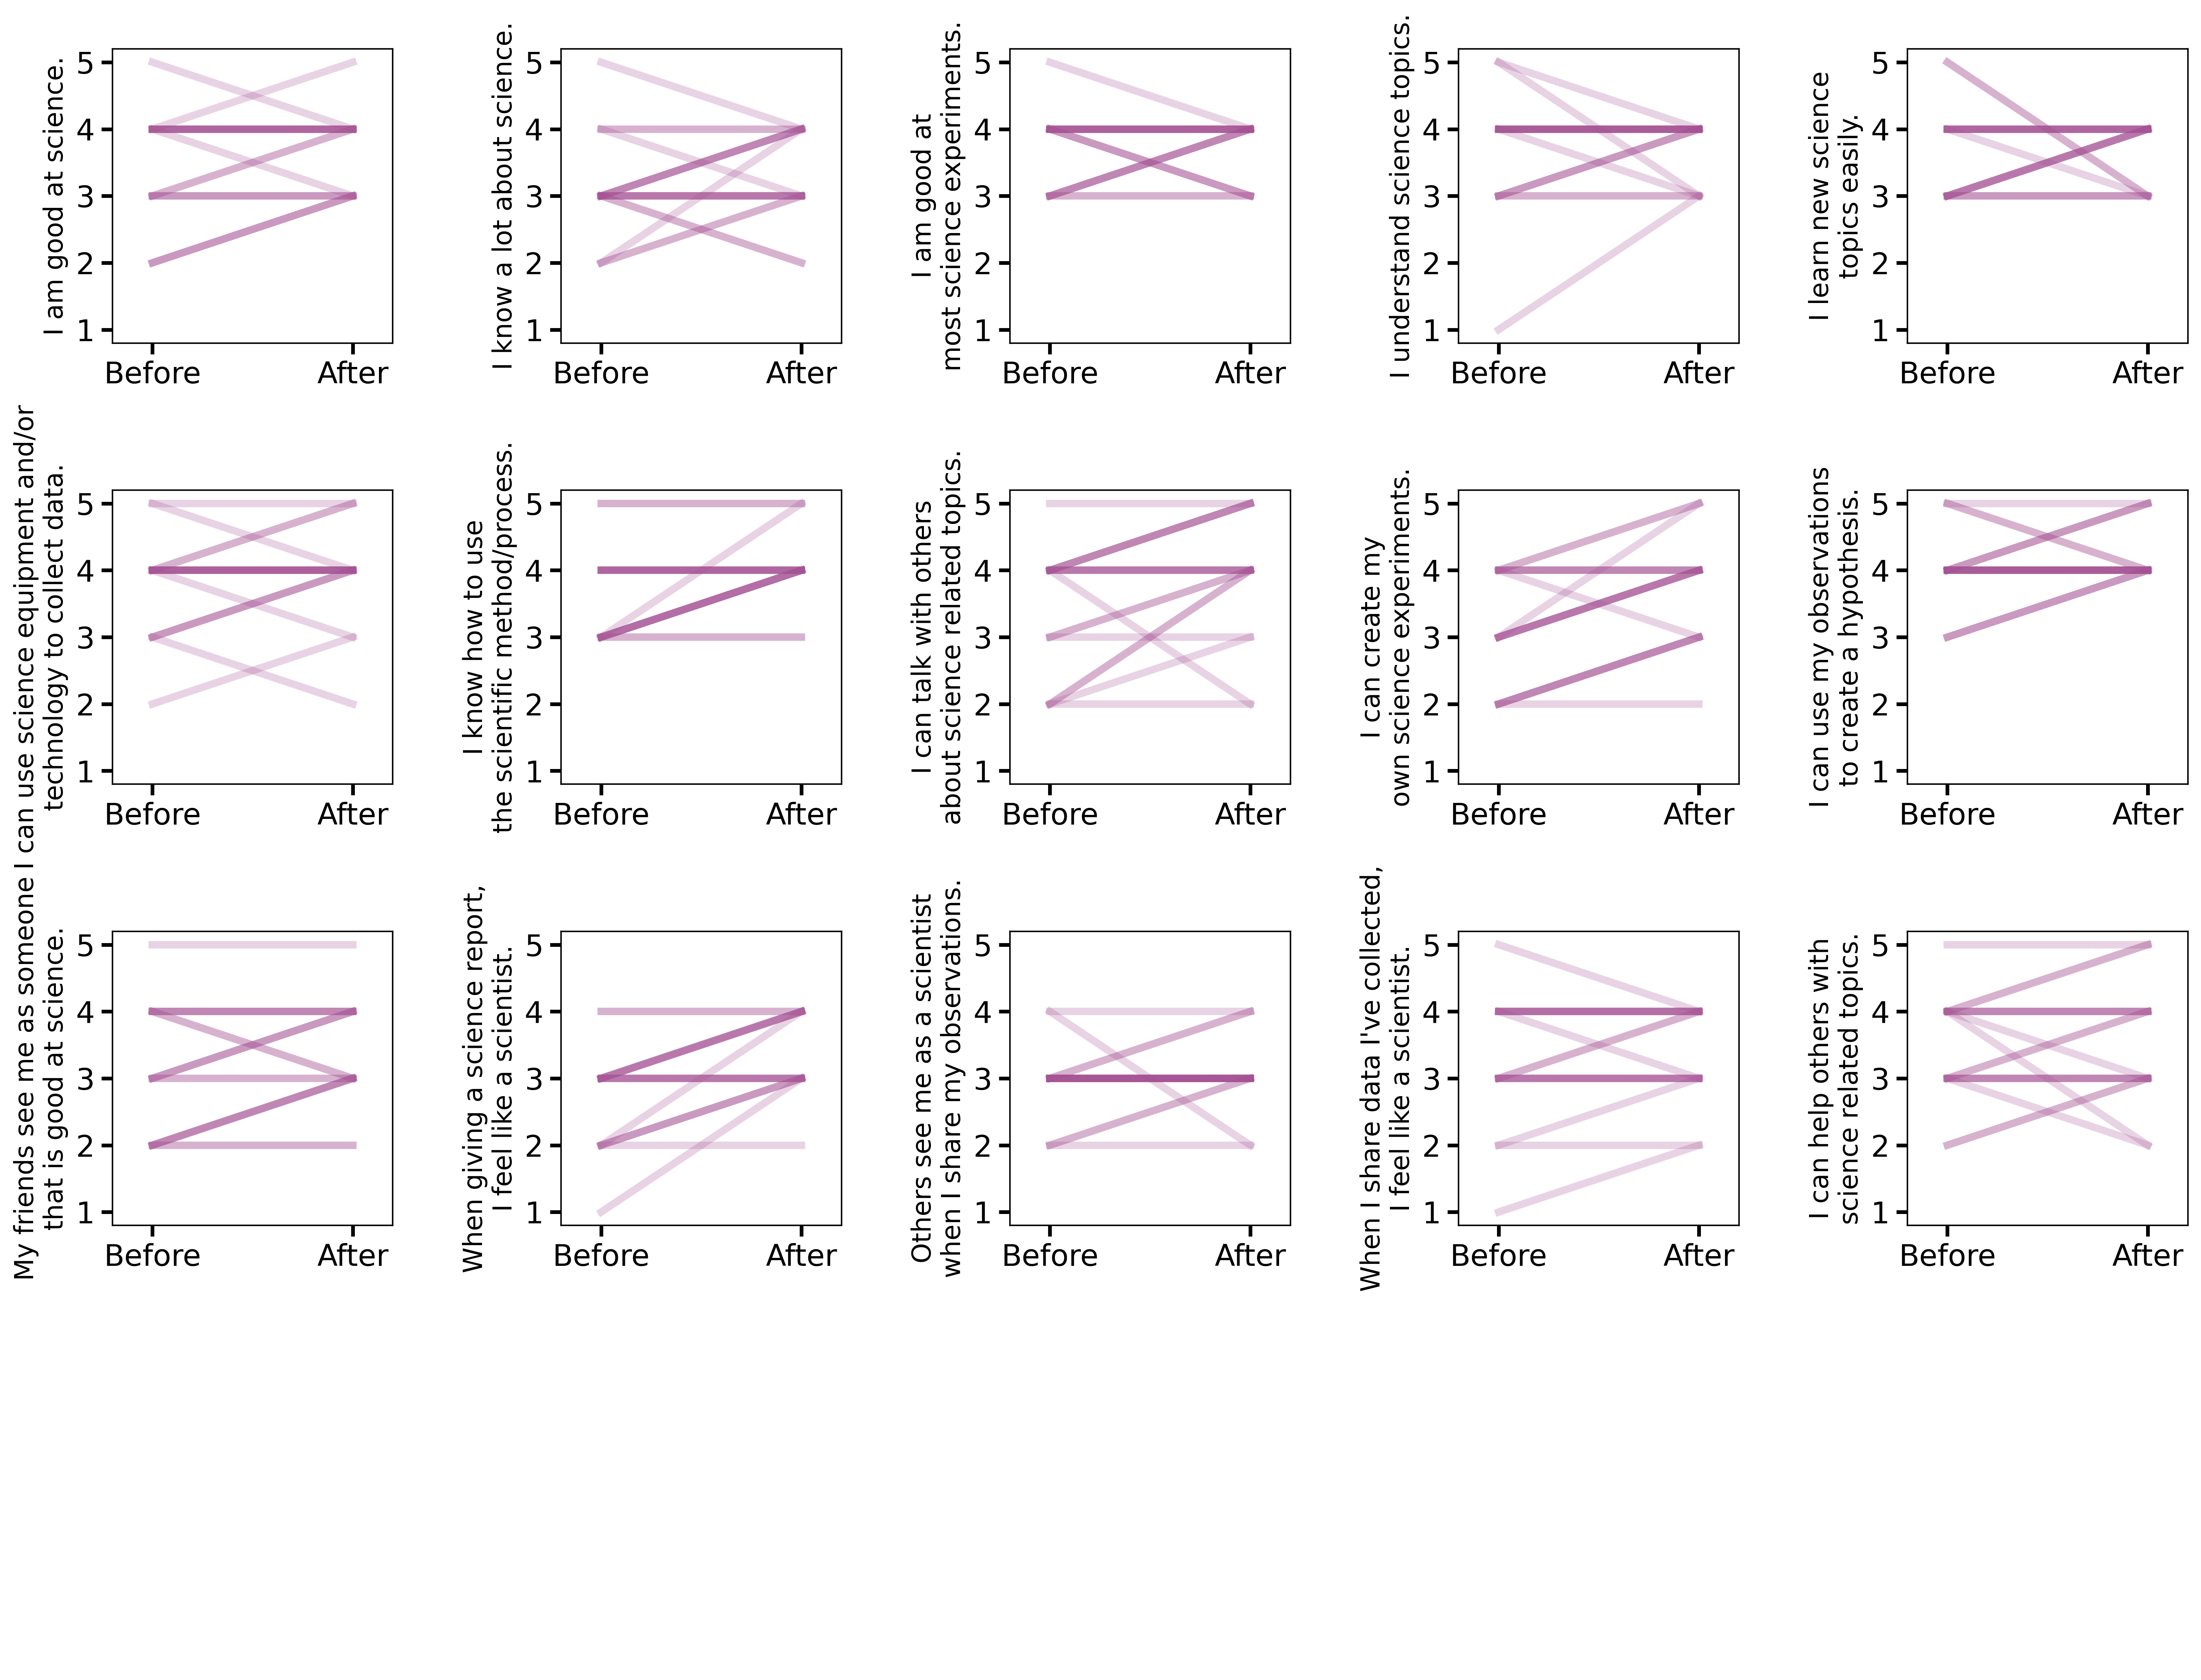 I am good at science.
5
4
3
2
1
Before After
I know a lot about science.
5
4
3
2
1
Before After
I am good at
most science experiments.
5
4
3
2
1
Before After
I understand science topics.
5
4
3
2
1
Before After
I learn new science
topics easily.
5
4
3
2
1
Before After
I can use science equipment and/or
technology to collect data.
5
4
3
2
1
Before After
I know how to use
the scientific method/process.
5
4
3
2
1
Before After
I can talk with others
about science related topics.
5
4
3
2
1
Before After
I can create my
own science experiments.
5
4
3
2
1
Before After
I can use my observations
to create a hypothesis.
5
4
3
2
1
Before After
My friends see me as someone
that is good at science.
5
4
3
2
1
Before After
When giving a science report,
I feel like a scientist.
5
4
3
2
1
Before After
Others see me as a scientist
when I share my observations.
5
4
3
2
1
Before After
When I share data I've collected,
I feel like a scientist.
5
4
3
2
1
Before After
I can help others with
science related topics.
5
4
3
2
1
Before After